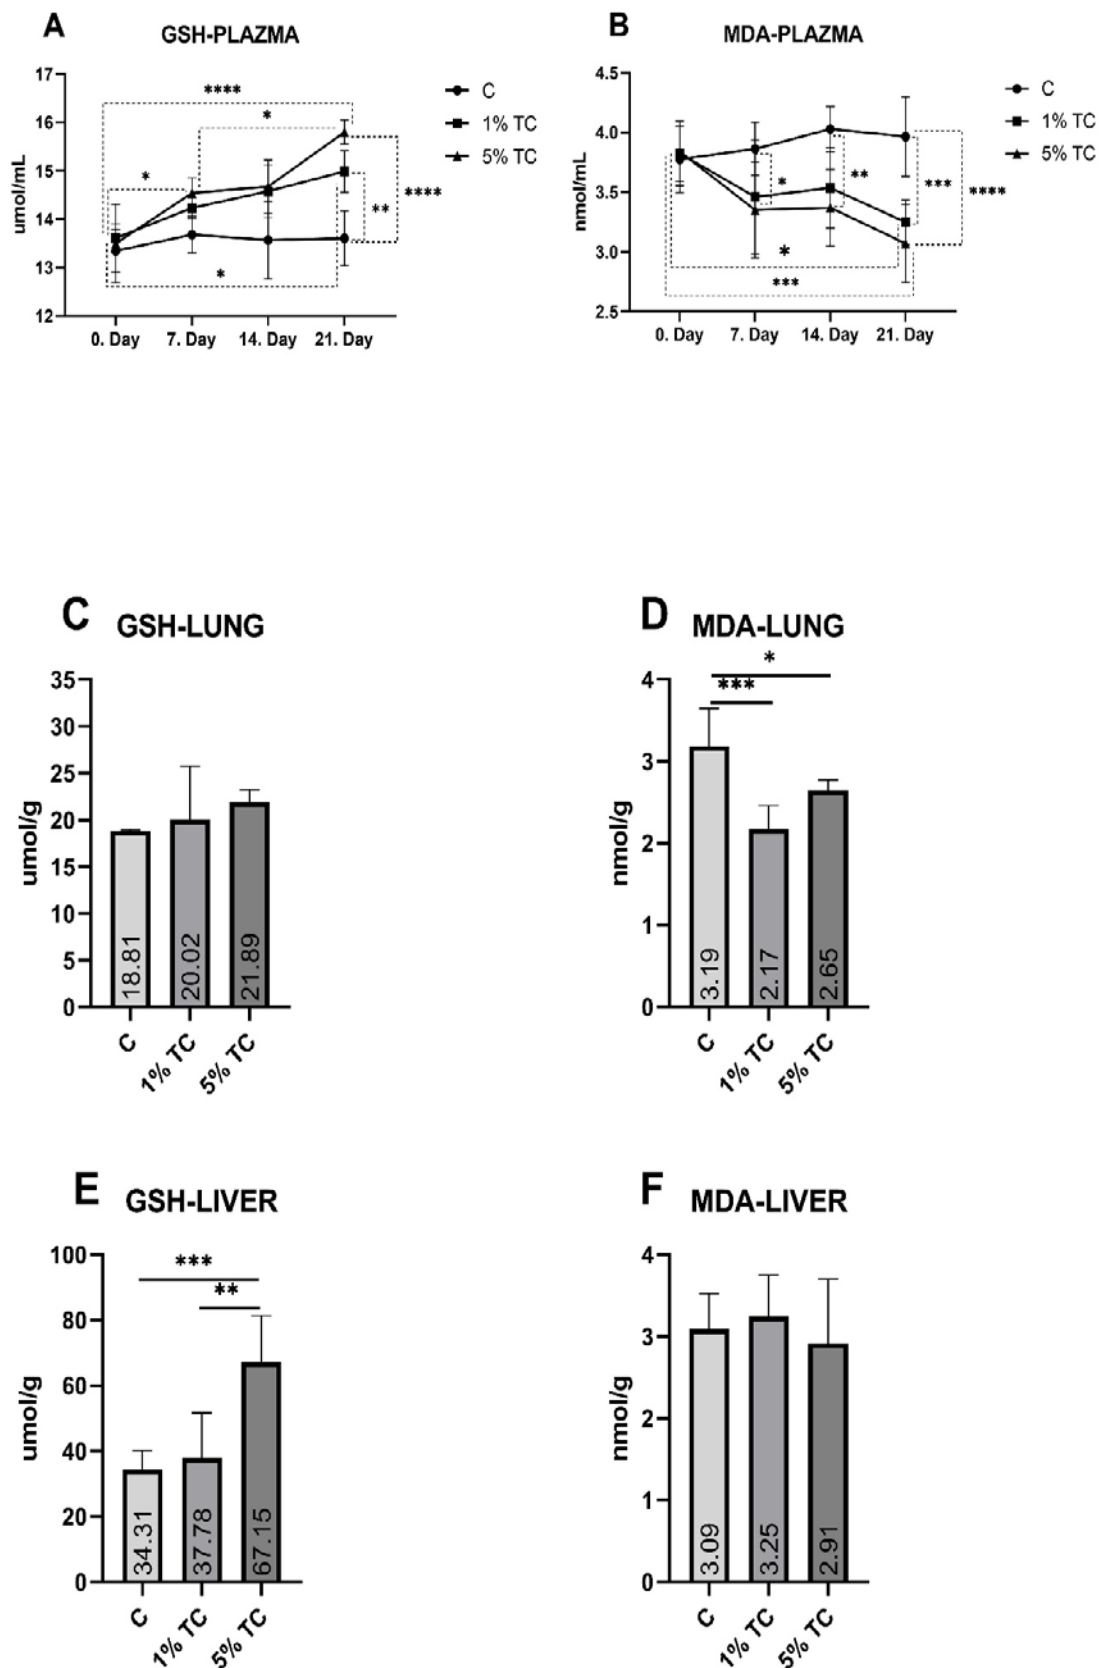 A
GSH-PLAZMA
17
16
15
14
13
12
umol/mL
****
*
*
*
**
****
C
1% TC
5% TC
0. Day 7. Day 14. Day 21. Day
B
MDA-PLAZMA
4.5
4.0
3.5
3.0
2.5
nmol/mL
*
**
***
****
*
***
C
1% TC
5% TC
0. Day 7. Day 14. Day 21. Day
C
GSH-LUNG
35
30
25
20
15
10
5
0
umol/g
18.81
20.02
21.89
C
1% TC
5% TC
D
MDA-LUNG
*
***
4
3
2
1
0
nmol/g
3.19
2.17
2.65
C
1% TC
5% TC
E
GSH-LIVER
***
**
100
80
60
40
20
0
umol/g
34.31
37.78
67.15
C
1% TC
5% TC
F
MDA-LIVER
4
3
2
1
0
nmol/g
3.09
3.25
2.91
C
1% TC
5% TC